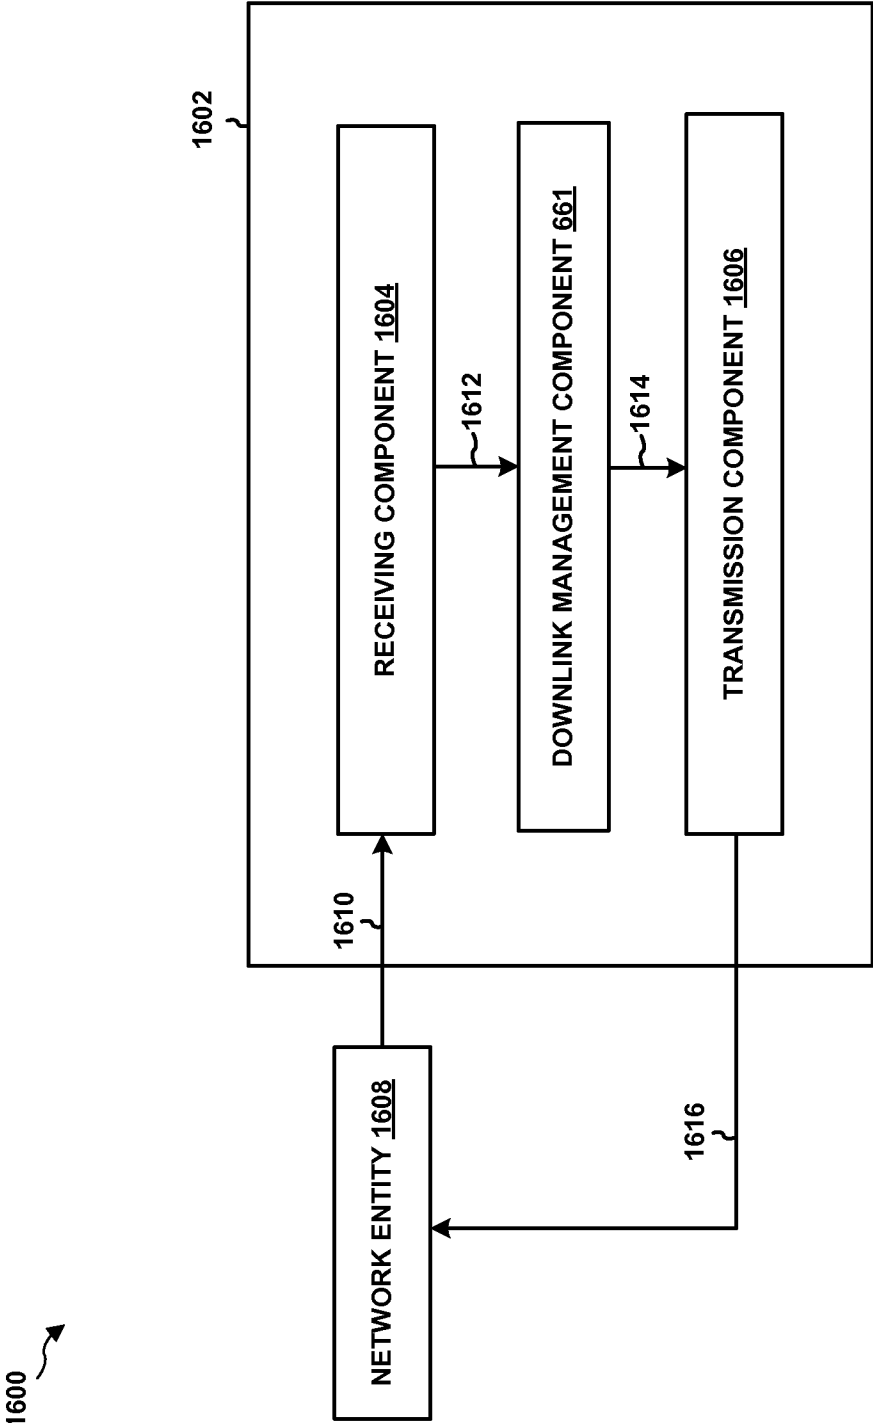 1600
1602
NETWORK ENTITY 1608
1610
RECEIVING COMPONENT 1604
1612
DOWNLINK MANAGEMENT COMPONENT 661
1614
TRANSMISSION COMPONENT 1606
1616